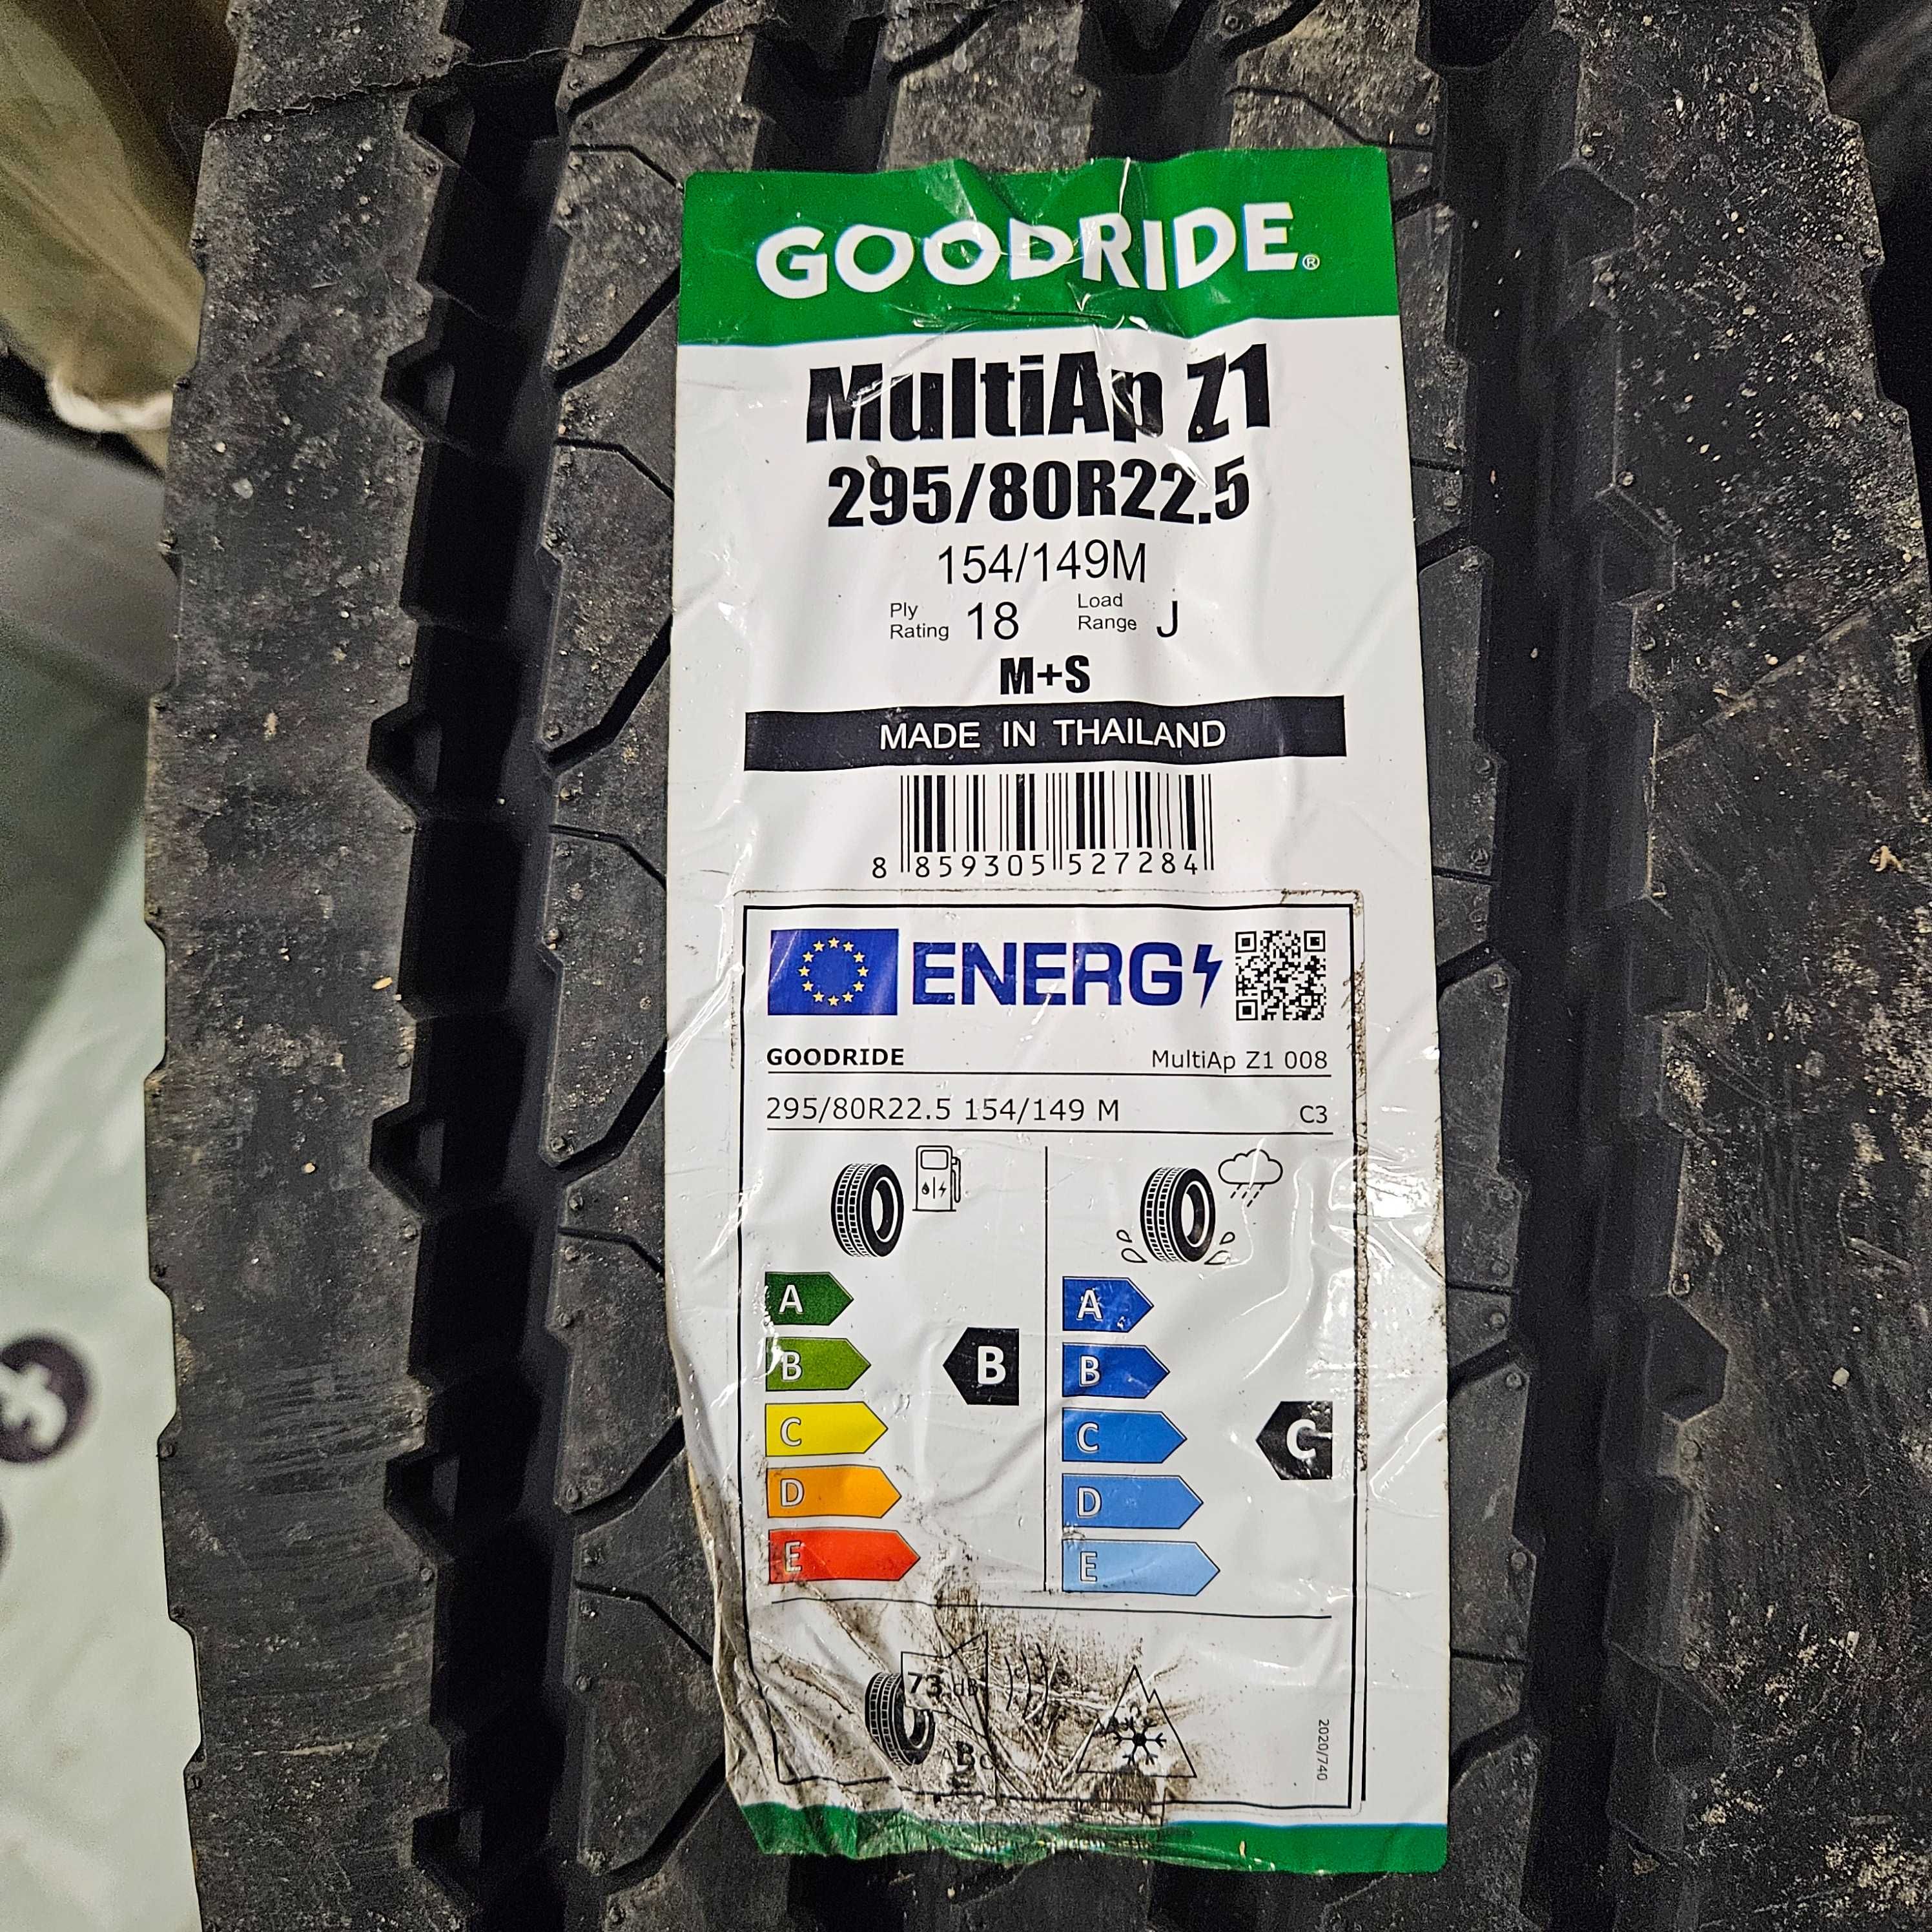 GOODRIDE®
MultiAp Z1
295/80R22.5
154/149M
Ply Rating 18 Load Range J
M+S
MADE IN THAILAND
8 859305 527284
ENERG
GOODRIDE MultiAp Z1 008
295/80R22.5 154/149 M C3
A A
B B B
C C C
D D
E E
73 dB
ABC
2020/740